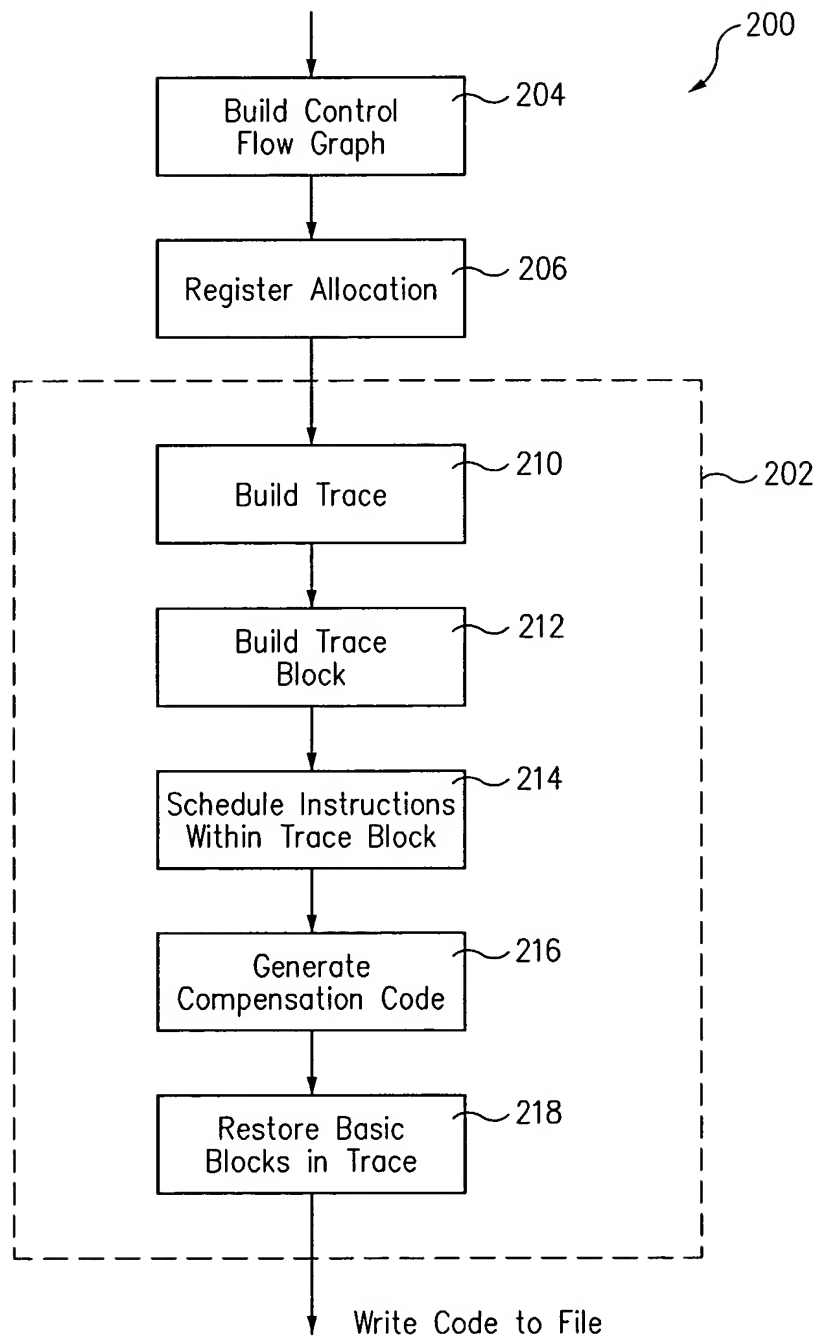 200
Build Control
Flow Graph
204
Register Allocation
206
202
Build Trace
210
Build Trace
Block
212
Schedule Instructions
Within Trace Block
214
Generate
Compensation Code
216
Restore Basic
Blocks in Trace
218
Write Code to File